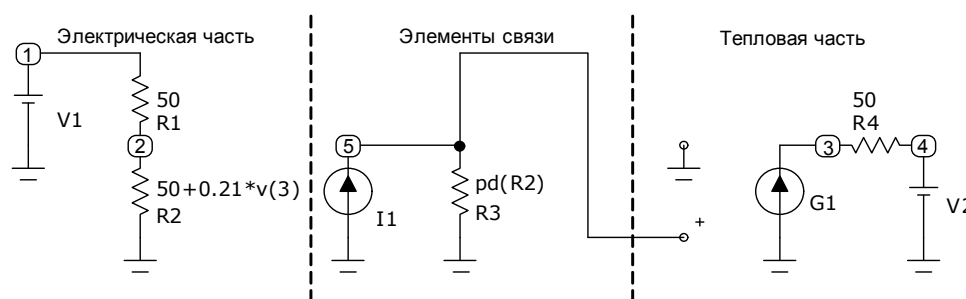 Электрическая часть
Элементы связи
Тепловая часть
1
50
R1
V1
2
50+0.21*v(3)
R2
5
I1
pd(R2)
R3
+
50
R4
3
4
G1
V2